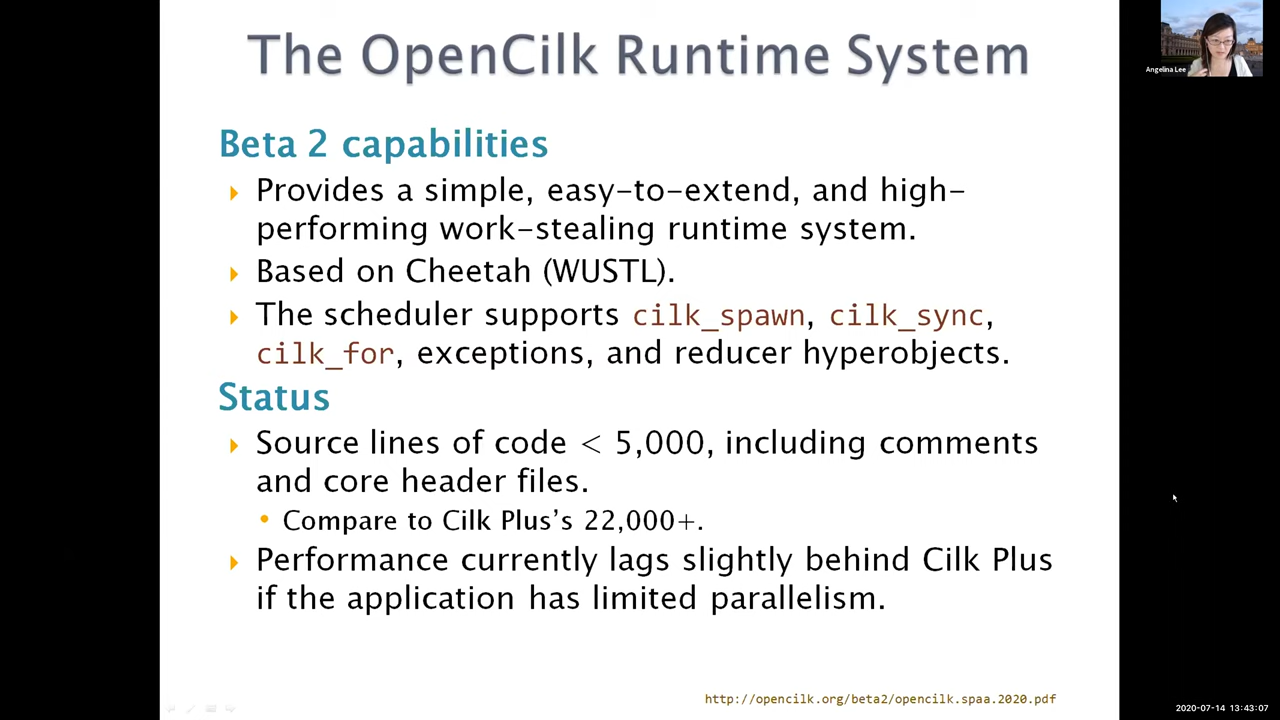 The OpenCilk Runtime System
Angelina Lee
Beta 2 capabilities
Provides a simple, easy-to-extend, and high-
performing work-stealing runtime system.
Based on Cheetah (WUSTL).
The scheduler supports cilk_spawn, cilk_sync,
cilk_for, exceptions, and reducer hyperobjects.
Status
Source lines of code < 5,000, including comments
and core header files.
Compare to Cilk Plus's 22,000+.
Performance currently lags slightly behind Cilk Plus
if the application has limited parallelism.
http://opencilk.org/beta2/opencilk.spaa.2020.pdf
2020-07-14 13:43:07